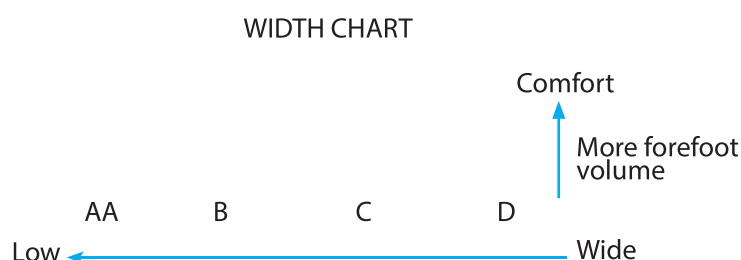 WIDTH CHART
Comfort
More forefoot
volume
AA B C D
Low Wide